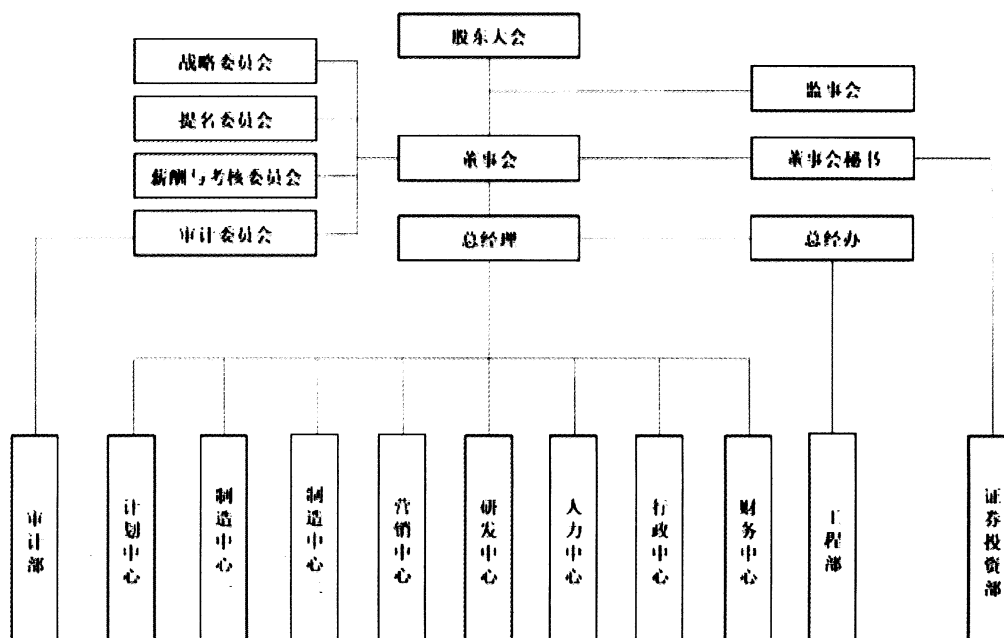 股东大会
战略委员会
监事会
提名委员会
董事会
董事会秘书
薪酬与考核委员会
审计委员会
总经理
总经办
审计部
计划中心
制造中心
制造中心
营销中心
研发中心
人力中心
行政中心
财务中心
工程部
证券投资部